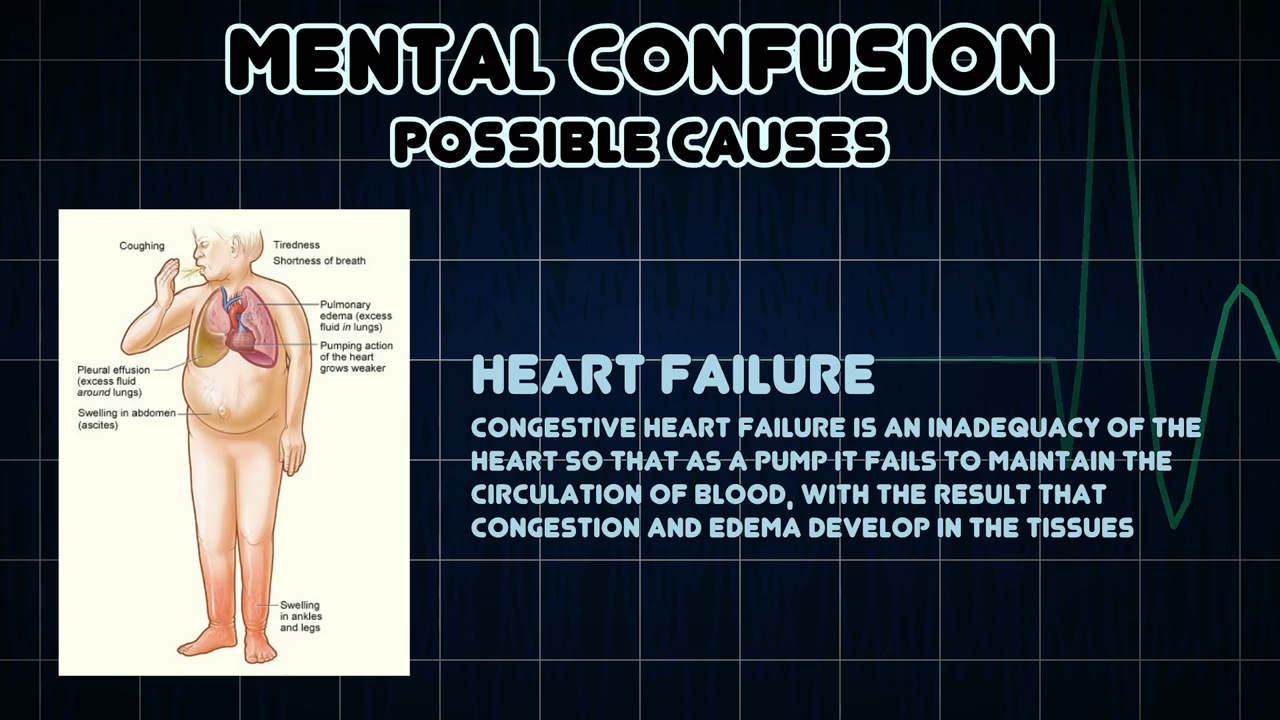 MENTAL CONFUSION
POSSIBLE CAUSES
Coughing
Tiredness
Shortness of breath
Pulmonary
edema (excess
fluid in lungs)
Pumping action
of the heart
grows weaker
Pleural effusion
(excess fluid
around lungs)
Swelling in abdomen
(ascites)
Swelling
in ankles
and legs
HEART FAILURE
CONGESTIVE HEART FAILURE IS AN INADEQUACY OF THE
HEART SO THAT AS A PUMP IT FAILS TO MAINTAIN THE
CIRCULATION OF BLOOD, WITH THE RESULT THAT
CONGESTION AND EDEMA DEVELOP IN THE TISSUES